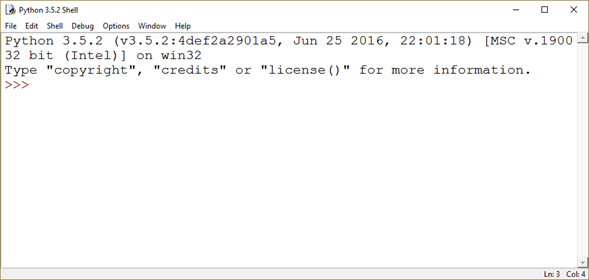 Python 3.5.2 Shell
File Edit Shell Debug Options Window Help
Python 3.5.2 (v3.5.2:4def2a2901a5, Jun 25 2016, 22:01:18) [MSC v.1900
32 bit (Intel)] on win32
Type "copyright", "credits" or "license()" for more information.
>>>
Ln: 3 Col: 4